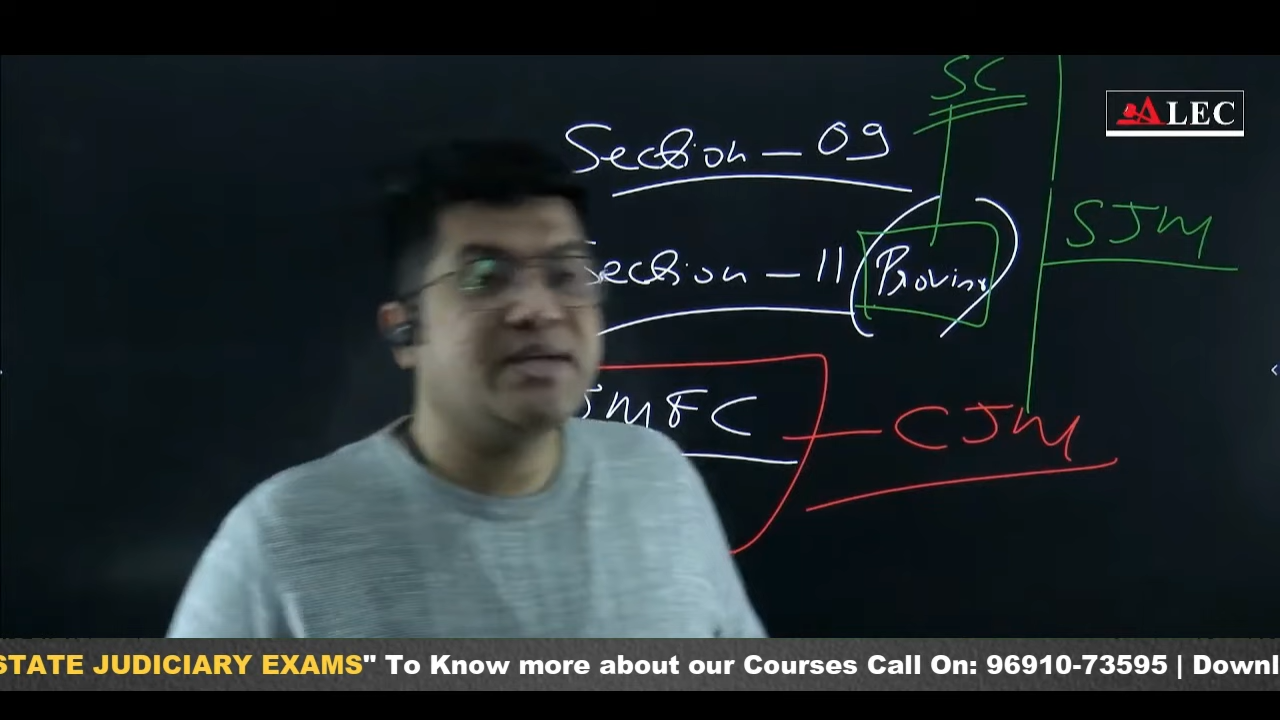 SC
ALEC
Section - 09
SJM
Section - 11 (Proviso)
JMFC - CJM
STATE JUDICIARY EXAMS" To Know more about our Courses Call On: 96910-73595 | Downl